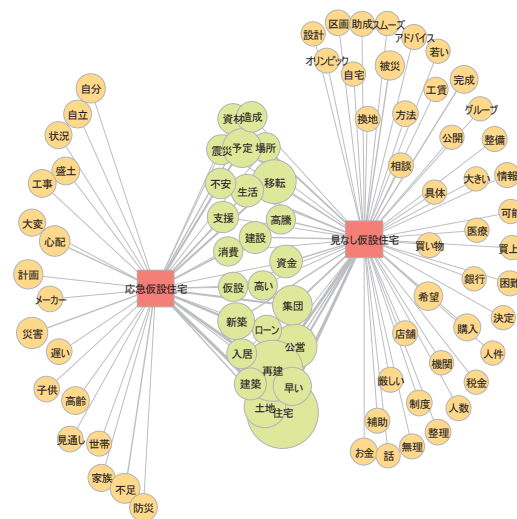 自分
自立
状況
盛土
工事
大変
心配
計画
メーカー
災害
遅い
子供
高齢
見通し
世帯
家族
不足
防災
応急仮設住宅
資材
造成
震災
予定
場所
不安
生活
移転
支援
高騰
建設
消費
資金
仮設
高い
集団
新築
ローン
入居
公営
再建
建築
早い
土地
住宅
見なし仮設住宅
設計
区画
助成
スムーズ
アドバイス
若い
オリンピック
自宅
被災
完成
工賃
グループ
換地
方法
公開
整備
相談
具体
大きい
情報
可能
医療
買い物
買上
銀行
困難
希望
決定
購入
店舗
人件
機関
税金
厳しい
制度
人数
補助
整理
無理
お金
話